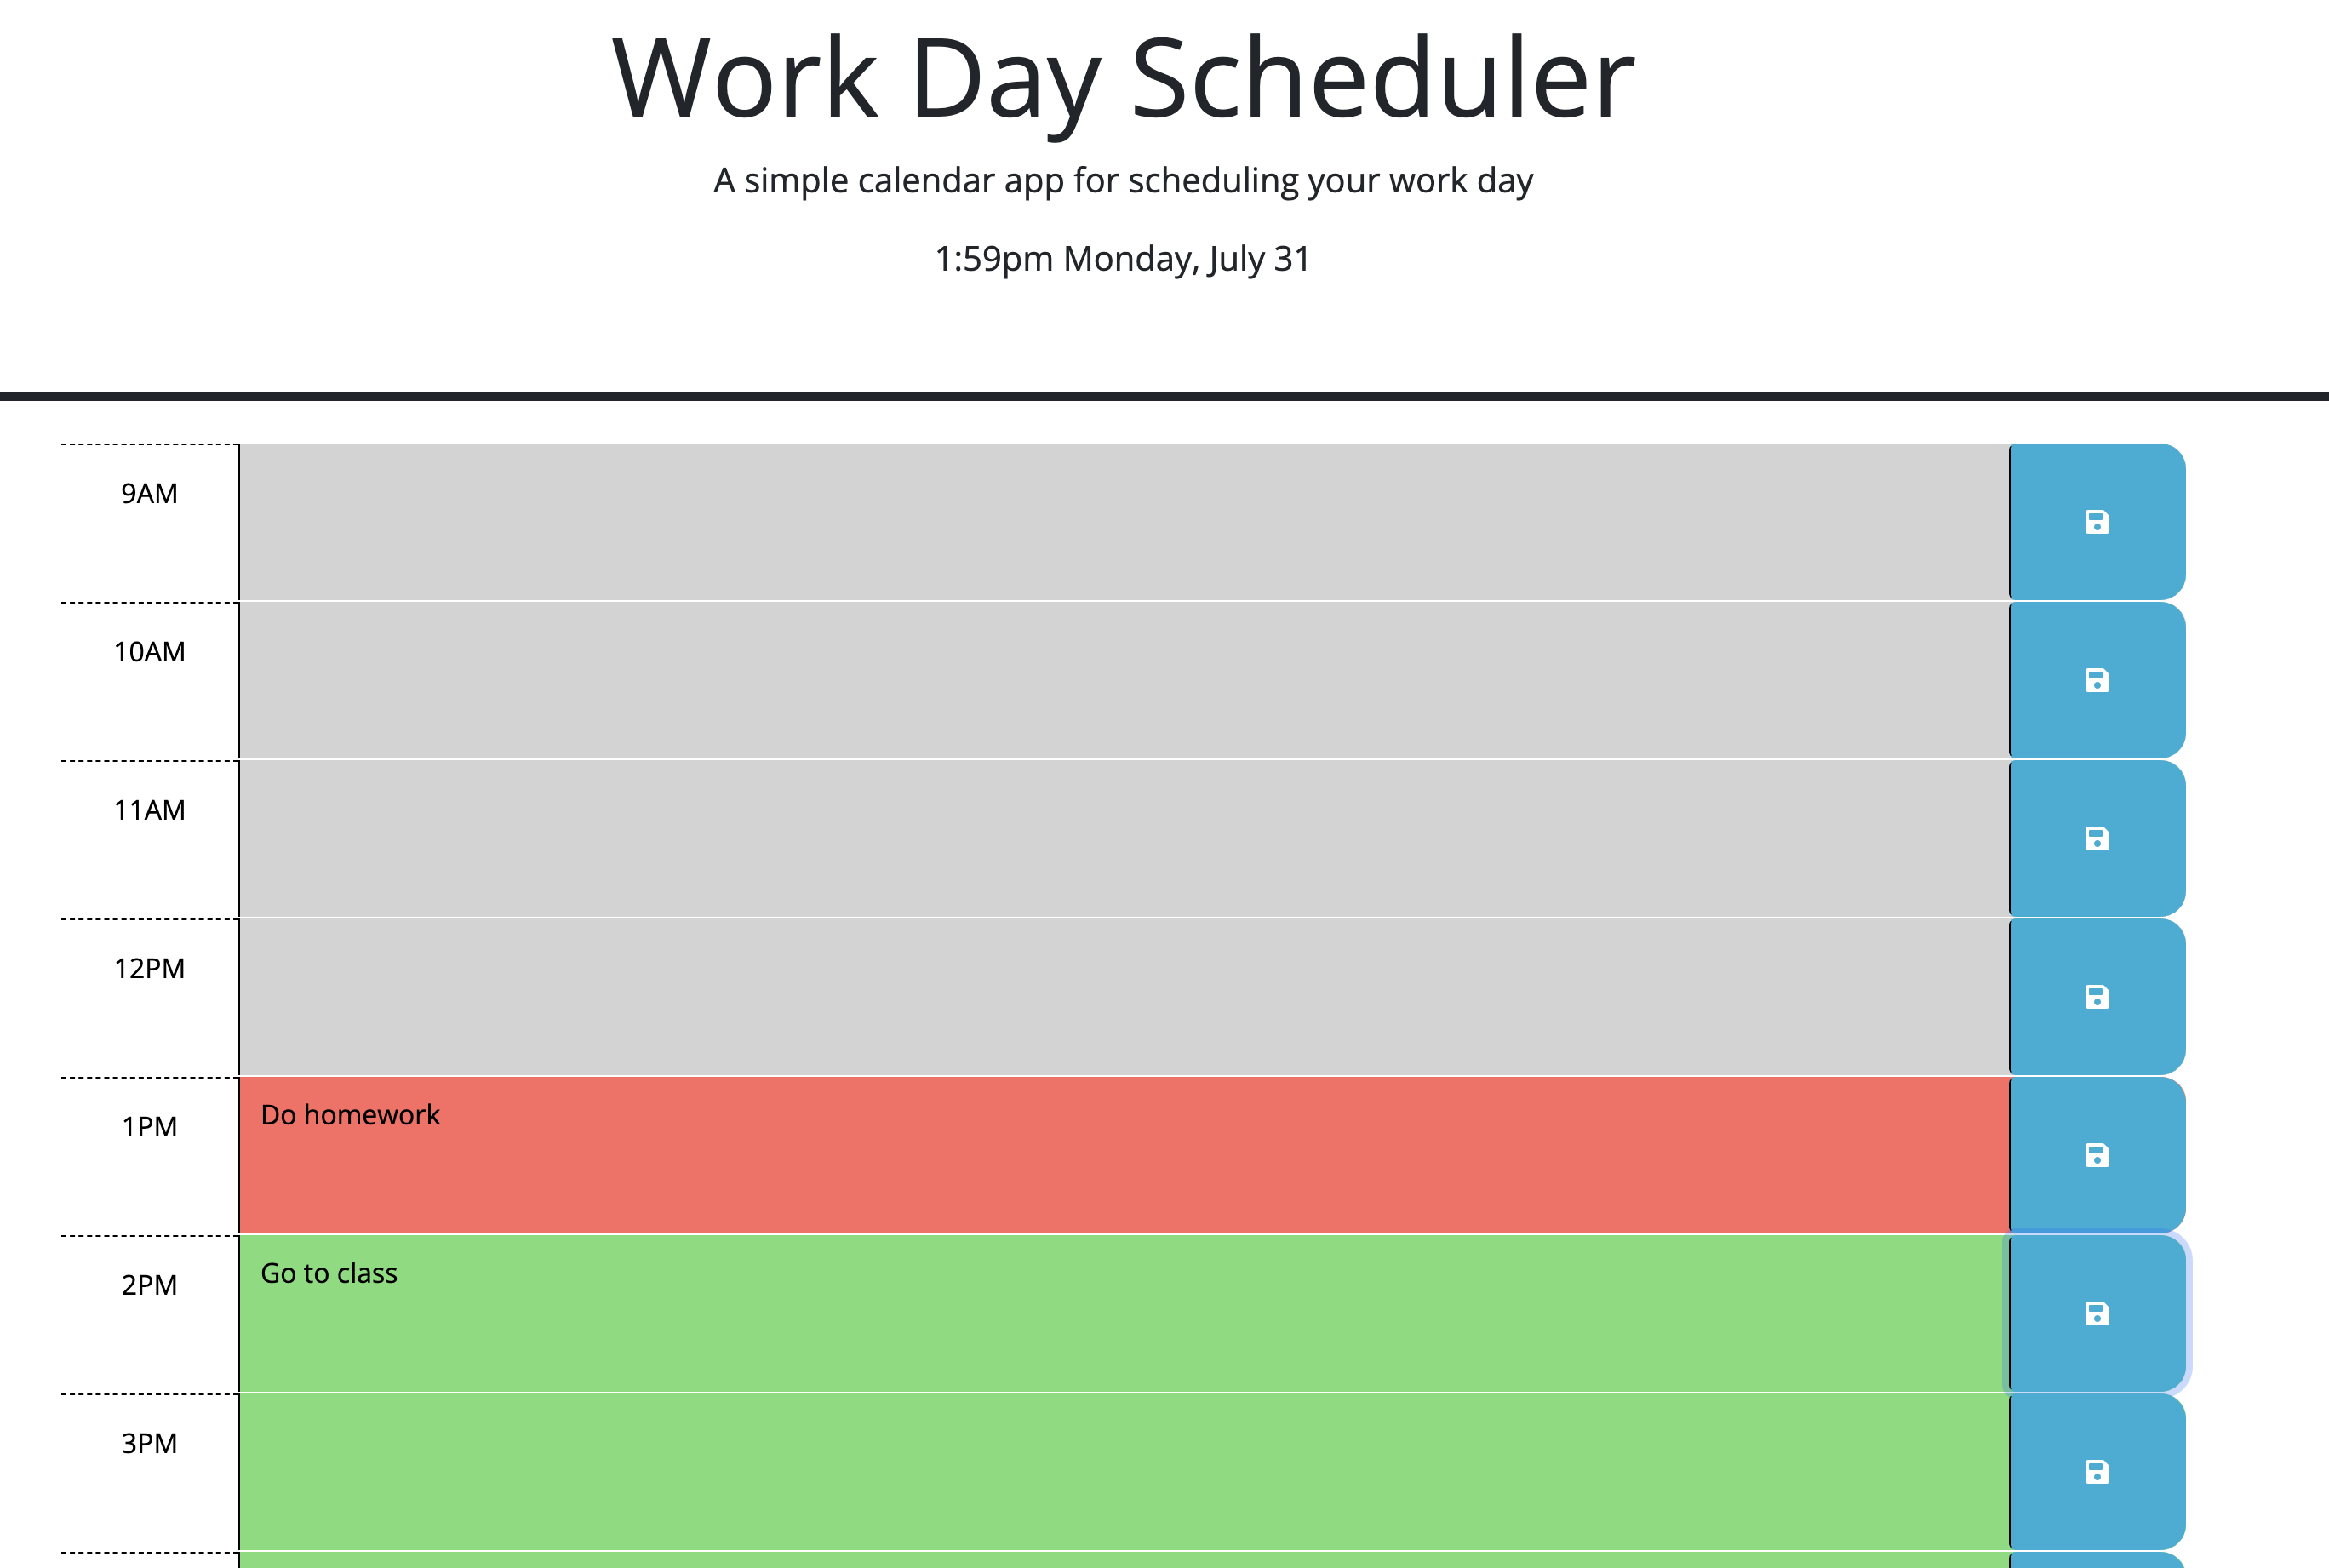 Work Day Scheduler
A simple calendar app for scheduling your work day
1:59pm Monday, July 31
9AM
10AM
11AM
12PM
1PM
Do homework
2PM
Go to class
3PM